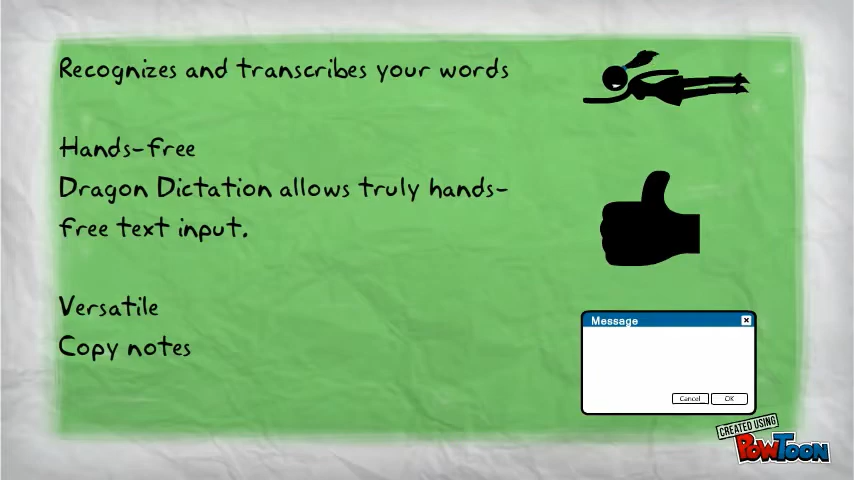 Recognizes and transcribes your words
Hands-free
Dragon Dictation allows truly hands-
free text input.
Versatile
Copy notes
Message
Cancel OK
CREATED USING
POWTOON